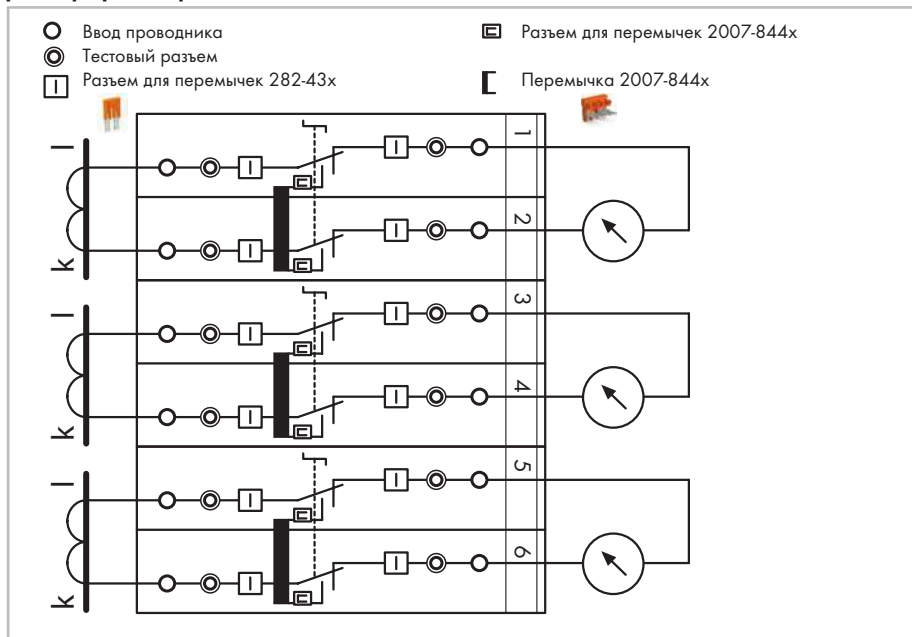 Ввод проводника
Тестовый разъем
Разъем для перемычек 282-43x
Разъем для перемычек 2007-844x
Перемычка 2007-844x
l
k
l
k
l
k
1
2
3
4
5
6